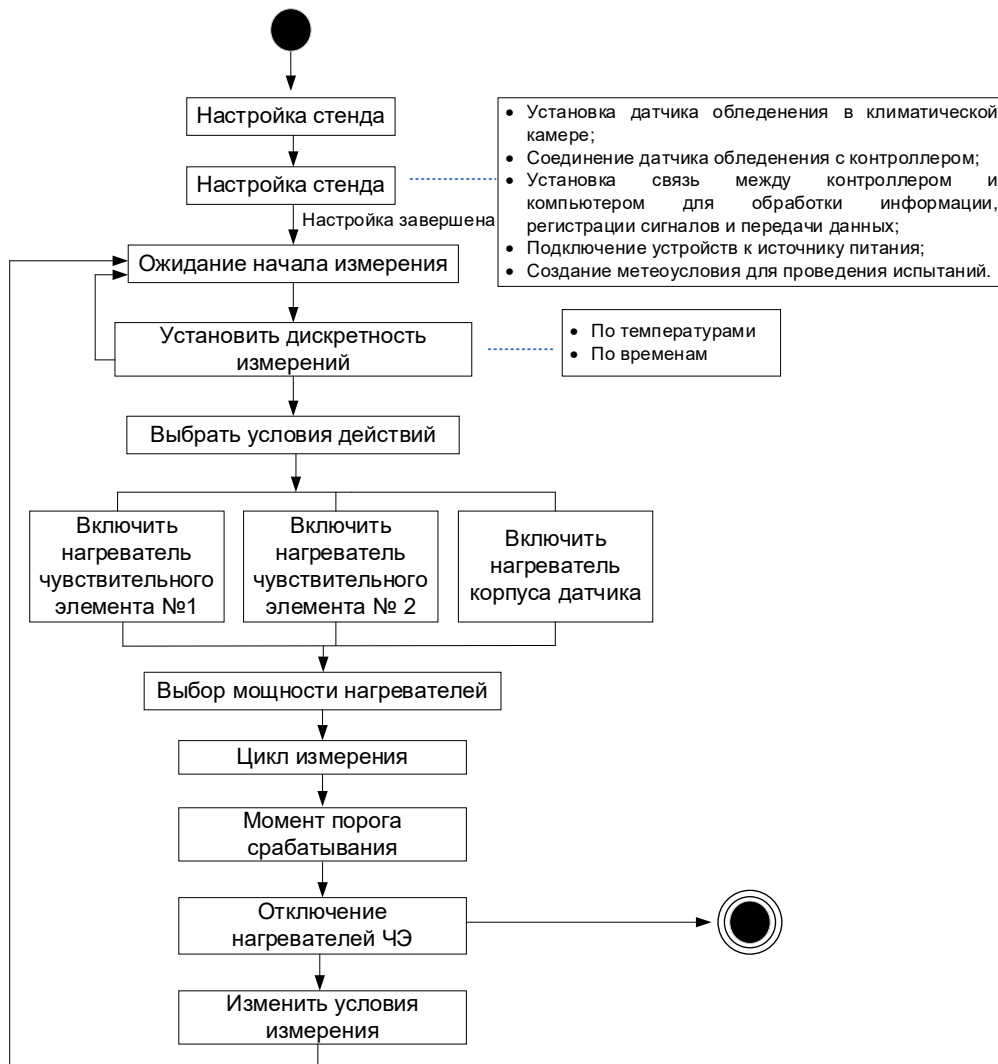 Настройка стенда
Настройка стенда
• Установка датчика обледенения в климатической
камере;
• Соединение датчика обледенения с контроллером;
• Установка связь между контроллером и
компьютером для обработки информации,
регистрации сигналов и передачи данных;
• Подключение устройств к источнику питания;
• Создание метеоусловия для проведения испытаний.
Настройка завершена
Ожидание начала измерения
Установить дискретность
измерений
• По температурами
• По временам
Выбрать условия действий
Включить
нагреватель
чувствительного
элемента №1
Включить
нагреватель
чувствительного
элемента № 2
Включить
нагреватель
корпуса датчика
Выбор мощности нагревателей
Цикл измерения
Момент порога
срабатывания
Отключение
нагревателей ЧЭ
Изменить условия
измерения